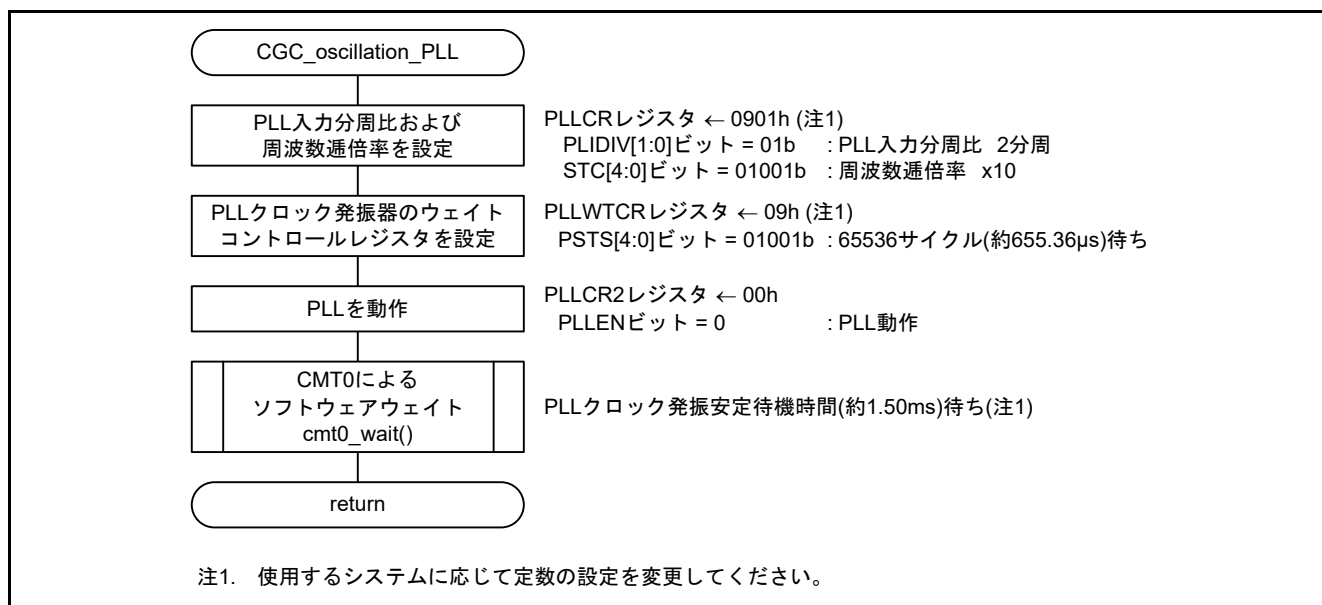 CGC_oscillation_PLL
PLL入力分周比および
周波数逓倍率を設定
PLLCRレジスタ ← 0901h (注1)
PLIDIV[1:0]ビット = 01b : PLL入力分周比 2分周
STC[4:0]ビット = 01001b : 周波数逓倍率 x10
PLLクロック発振器のウェイト
コントロールレジスタを設定
PLLWTCRレジスタ ← 09h (注1)
PSTS[4:0]ビット = 01001b : 65536サイクル(約655.36µs)待ち
PLLを動作
PLLCR2レジスタ ← 00h
PLLENビット = 0 : PLL動作
CMT0による
ソフトウェアウェイト
cmt0_wait()
PLLクロック発振安定待機時間(約1.50ms)待ち(注1)
return
注1. 使用するシステムに応じて定数の設定を変更してください。